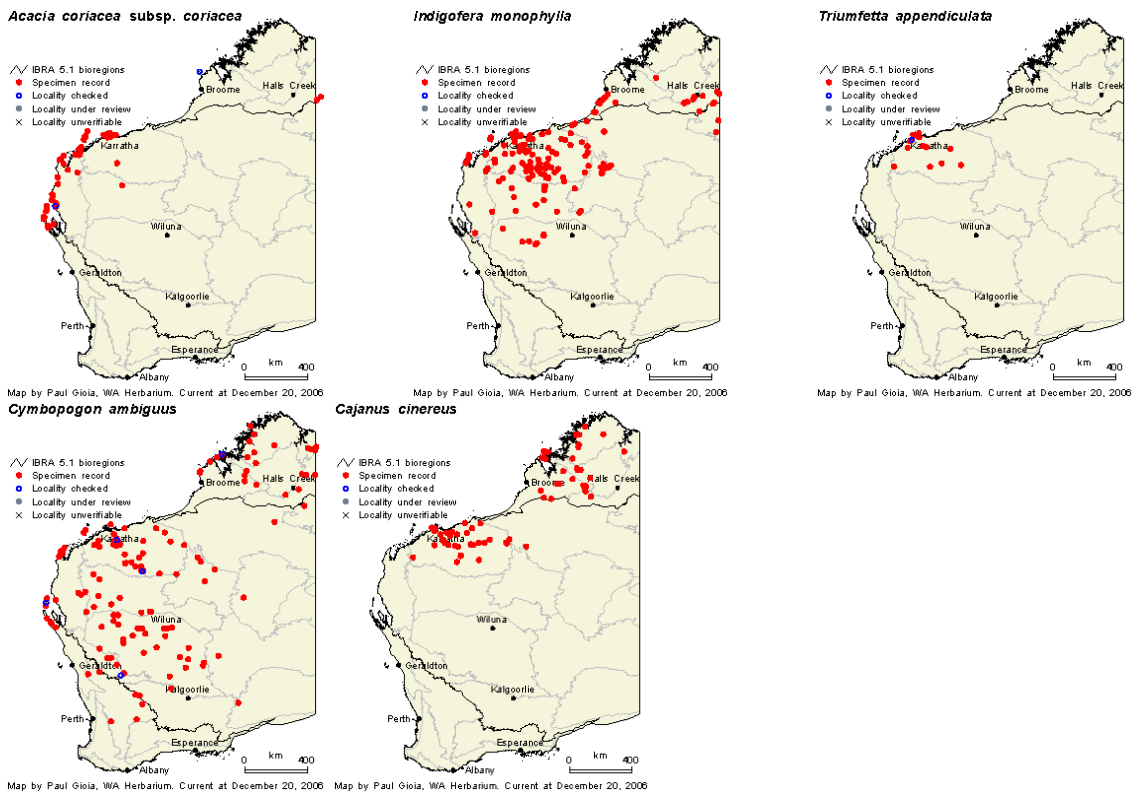 Acacia coriacea subsp. coriacea
IBRA 5.1 bioregions
Specimen record
Locality checked
Locality under review
Locality unverifiable
Broome
Halls Creek
Karratha
Wiluna
Geraldton
Kalgoorlie
Perth
Esperance
Albany
km
0 400
Map by Paul Gioia, WA Herbarium. Current at December 20, 2006
Indigofera monophylla
IBRA 5.1 bioregions
Specimen record
Locality checked
Locality under review
Locality unverifiable
Broome
Halls Creek
Karratha
Wiluna
Geraldton
Kalgoorlie
Perth
Esperance
Albany
km
0 400
Map by Paul Gioia, WA Herbarium. Current at December 20, 2006
Triumfetta appendiculata
IBRA 5.1 bioregions
Specimen record
Locality checked
Locality under review
Locality unverifiable
Broome
Halls Creek
Karratha
Wiluna
Geraldton
Kalgoorlie
Perth
Esperance
Albany
km
0 400
Map by Paul Gioia, WA Herbarium. Current at December 20, 2006
Cymbopogon ambiguus
IBRA 5.1 bioregions
Specimen record
Locality checked
Locality under review
Locality unverifiable
Broome
Halls Creek
Karratha
Wiluna
Geraldton
Kalgoorlie
Perth
Esperance
Albany
km
0 400
Map by Paul Gioia, WA Herbarium. Current at December 20, 2006
Cajanus cinereus
IBRA 5.1 bioregions
Specimen record
Locality checked
Locality under review
Locality unverifiable
Broome
Halls Creek
Karratha
Wiluna
Geraldton
Kalgoorlie
Perth
Esperance
Albany
km
0 400
Map by Paul Gioia, WA Herbarium. Current at December 20, 2006